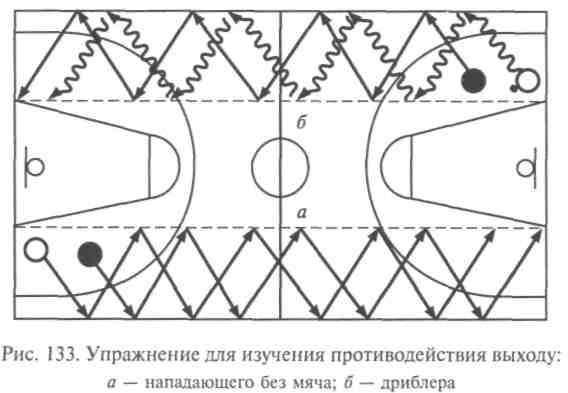 б
а
Рис. 133. Упражнение для изучения противодействия выходу:
а — нападающего без мяча; б — дриблера